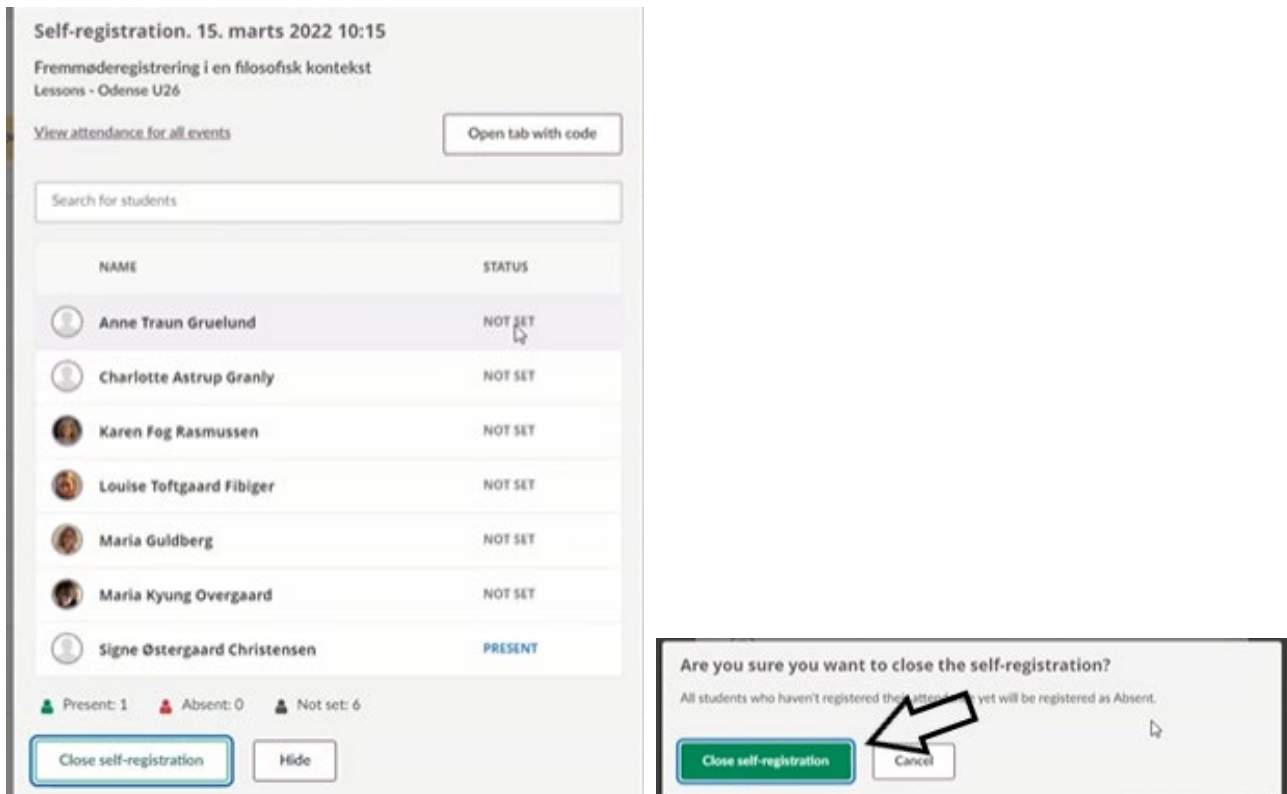 Self-registration. 15. marts 2022 10:15
Fremmøderegistrering i en filosofisk kontekst
Lessons - Odense U26
View attendance for all events
Open tab with code
Search for students
NAME STATUS
Anne Traun Gruelund NOT SET
Charlotte Astrup Granly NOT SET
Karen Fog Rasmussen NOT SET
Louise Toftgaard Fibiger NOT SET
Maria Guldberg NOT SET
Maria Kyung Overgaard NOT SET
Signe Østergaard Christensen PRESENT
Present: 1 Absent: 0 Not set: 6
Close self-registration Hide
Are you sure you want to close the self-registration?
All students who haven't registered their attendance yet will be registered as Absent.
Close self-registration Cancel